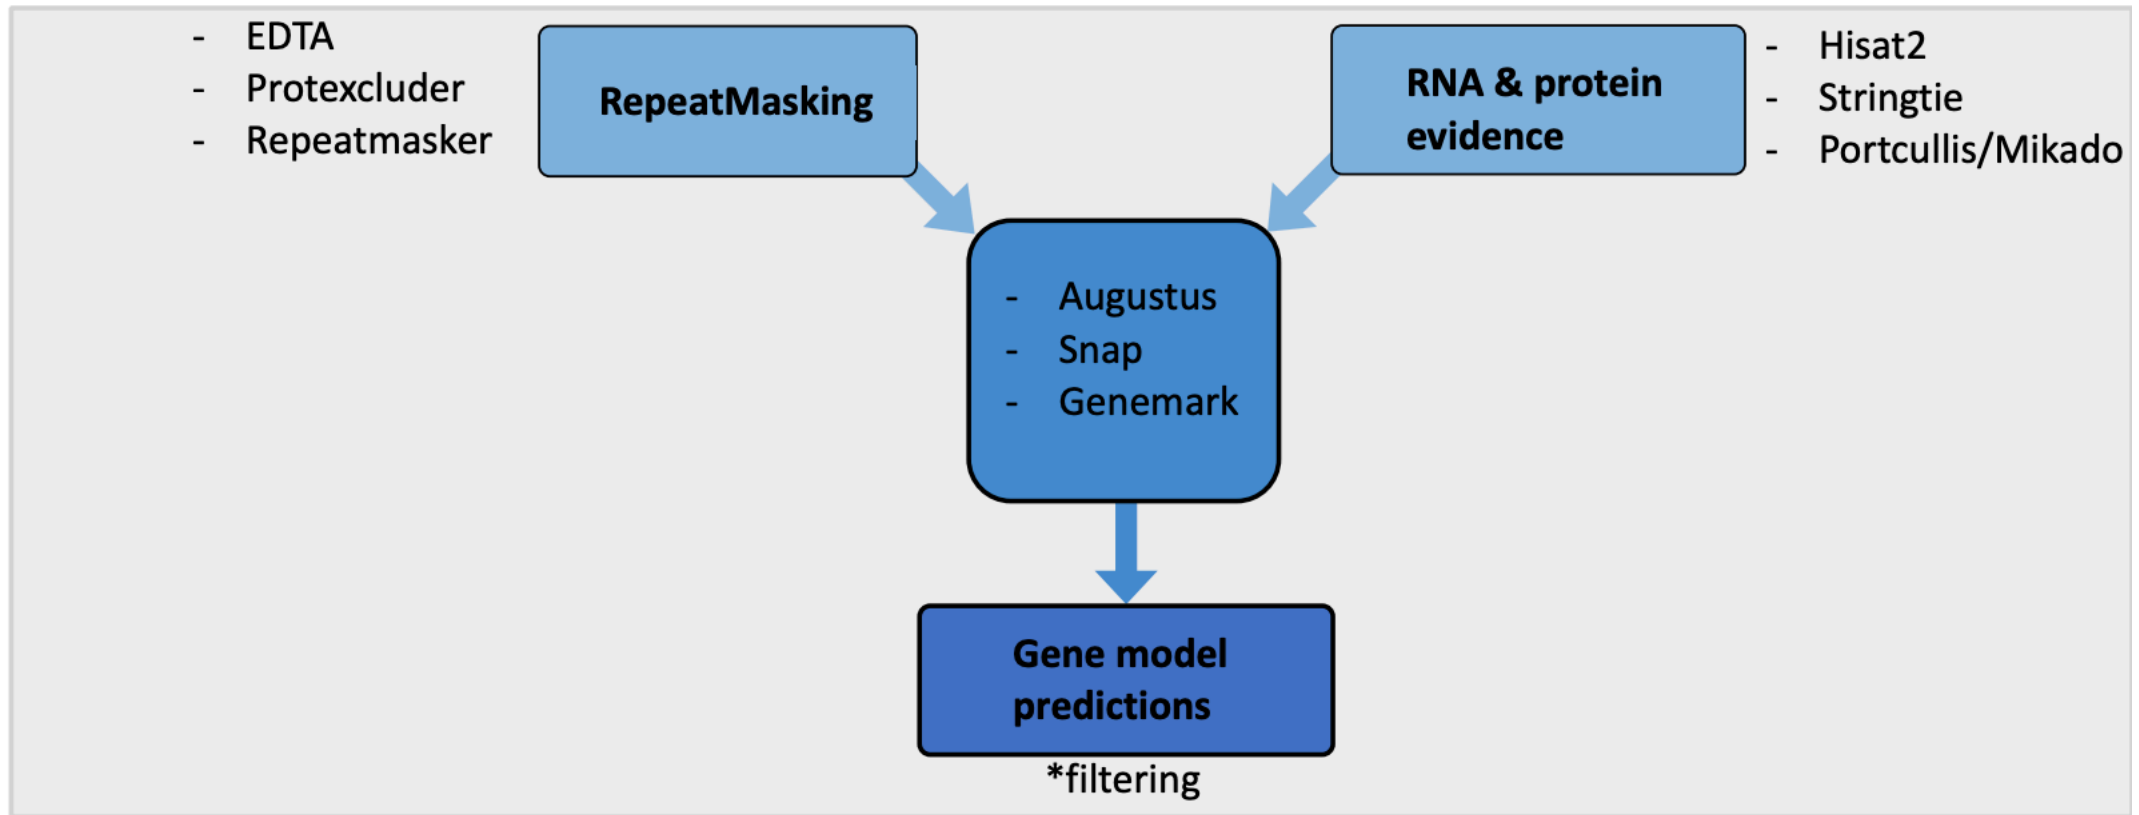 - EDTA
- Protexcluder
- Repeatmasker
RepeatMasking
RNA & protein
evidence
- Hisat2
- Stringtie
- Portcullis/Mikado
- Augustus
- Snap
- Genemark
Gene model
predictions
*filtering